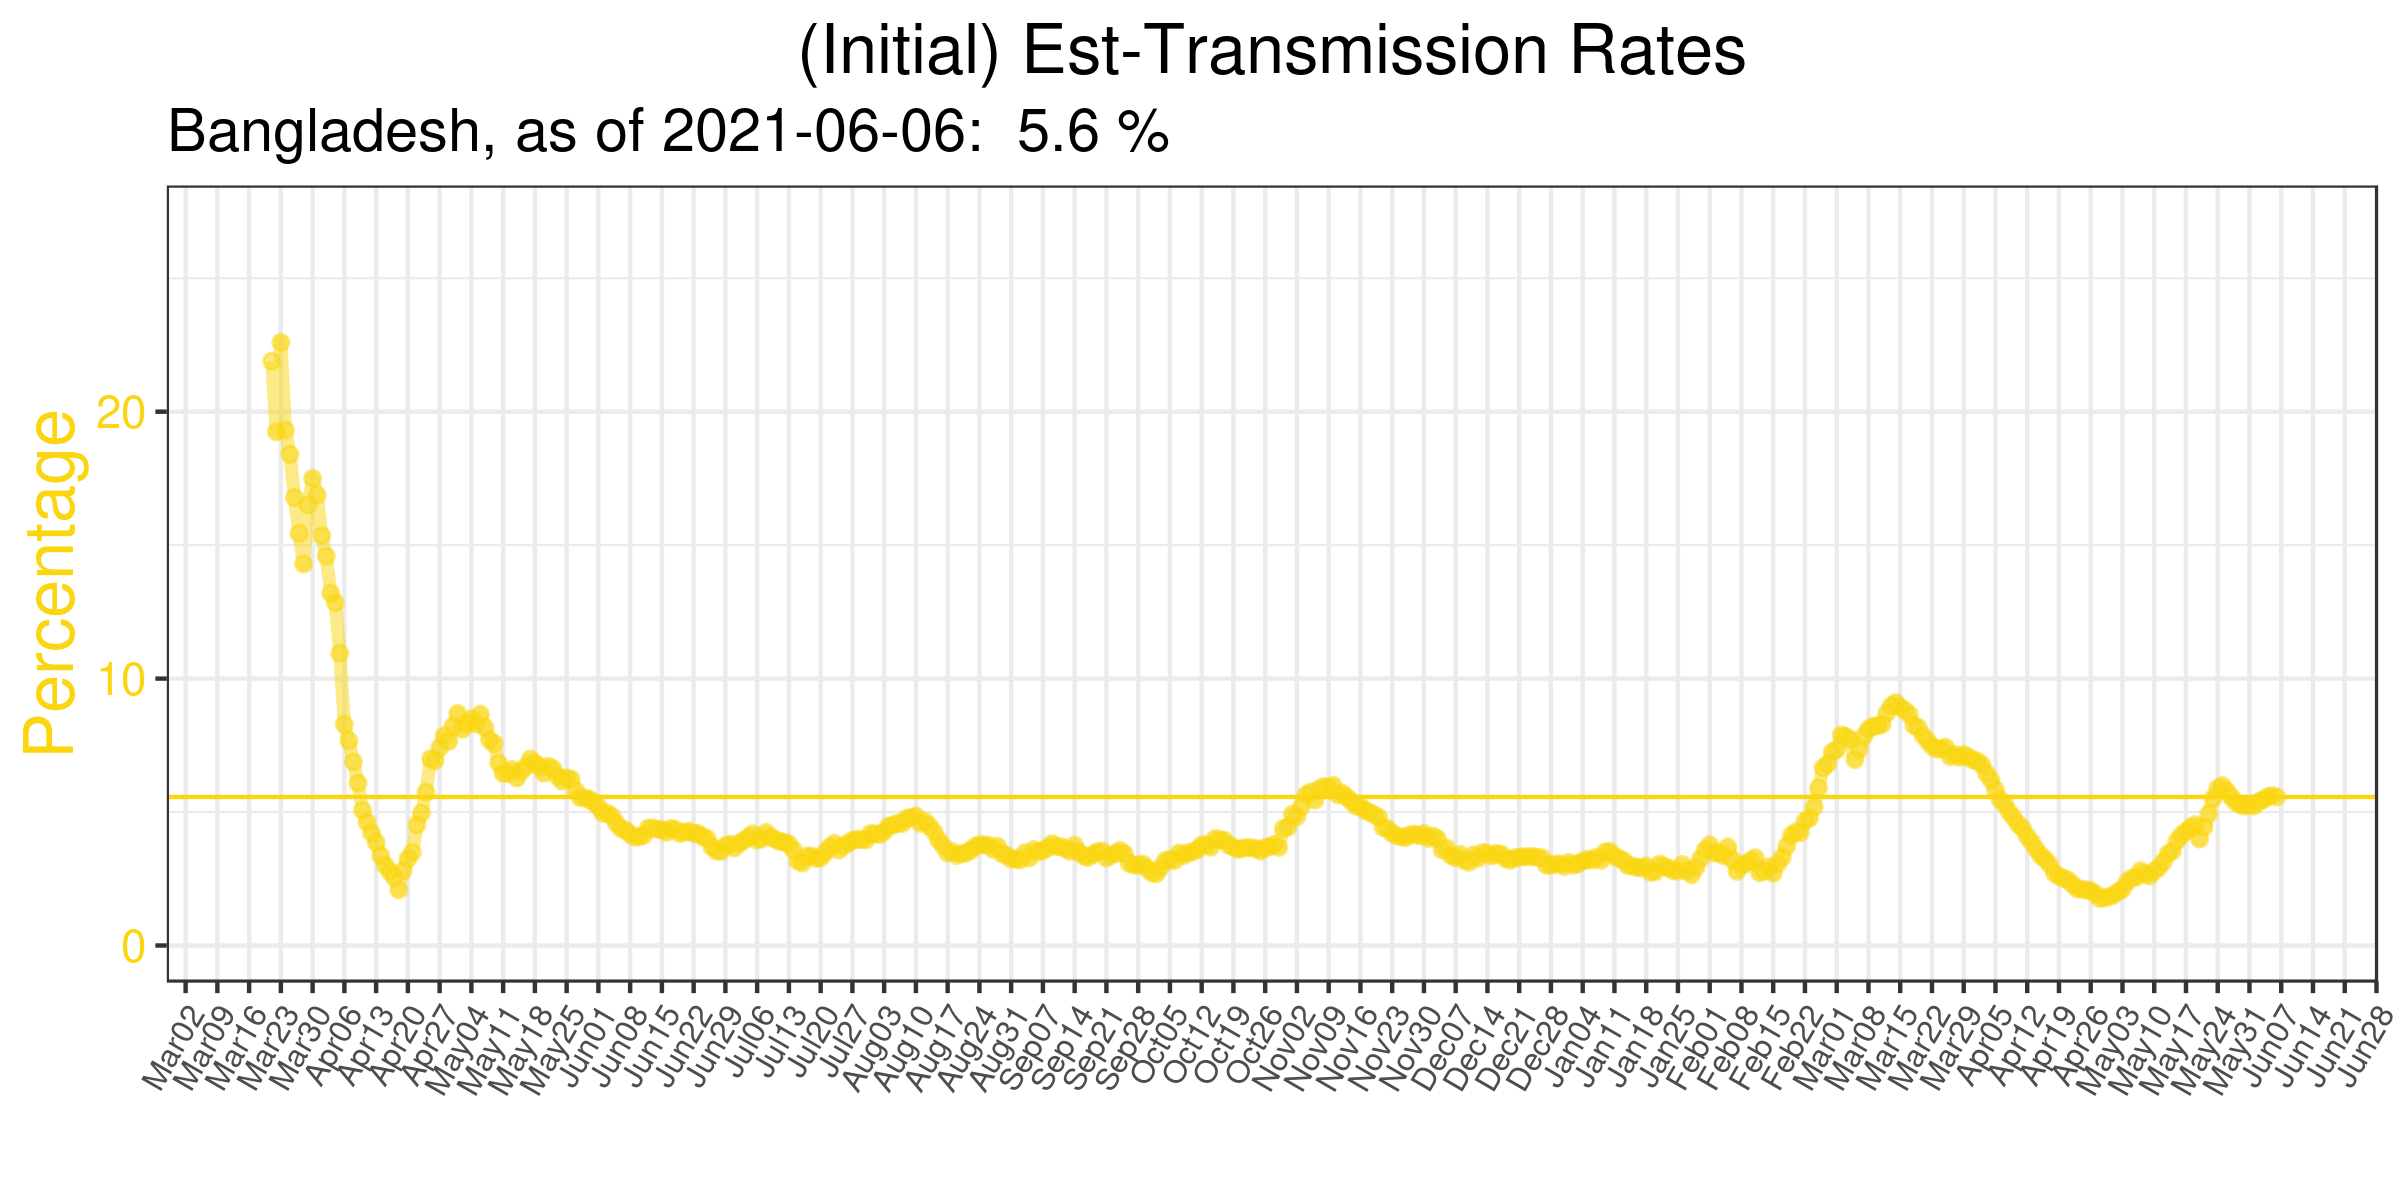 (Initial) Est-Transmission Rates
Bangladesh, as of 2021-06-06: 5.6 %
Percentage
20
10
0
Mar02
Mar09
Mar16
Mar23
Mar30
Apr06
Apr13
Apr20
Apr27
May04
May11
May18
May25
Jun01
Jun08
Jun15
Jun22
Jun29
Jul06
Jul13
Jul20
Jul27
Aug03
Aug10
Aug17
Aug24
Aug31
Sep07
Sep14
Sep21
Sep28
Oct05
Oct12
Oct19
Oct26
Nov02
Nov09
Nov16
Nov23
Nov30
Dec07
Dec14
Dec21
Dec28
Jan04
Jan11
Jan18
Jan25
Feb01
Feb08
Feb15
Feb22
Mar01
Mar08
Mar15
Mar22
Mar29
Apr05
Apr12
Apr19
Apr26
May03
May10
May17
May24
May31
Jun07
Jun14
Jun21
Jun28